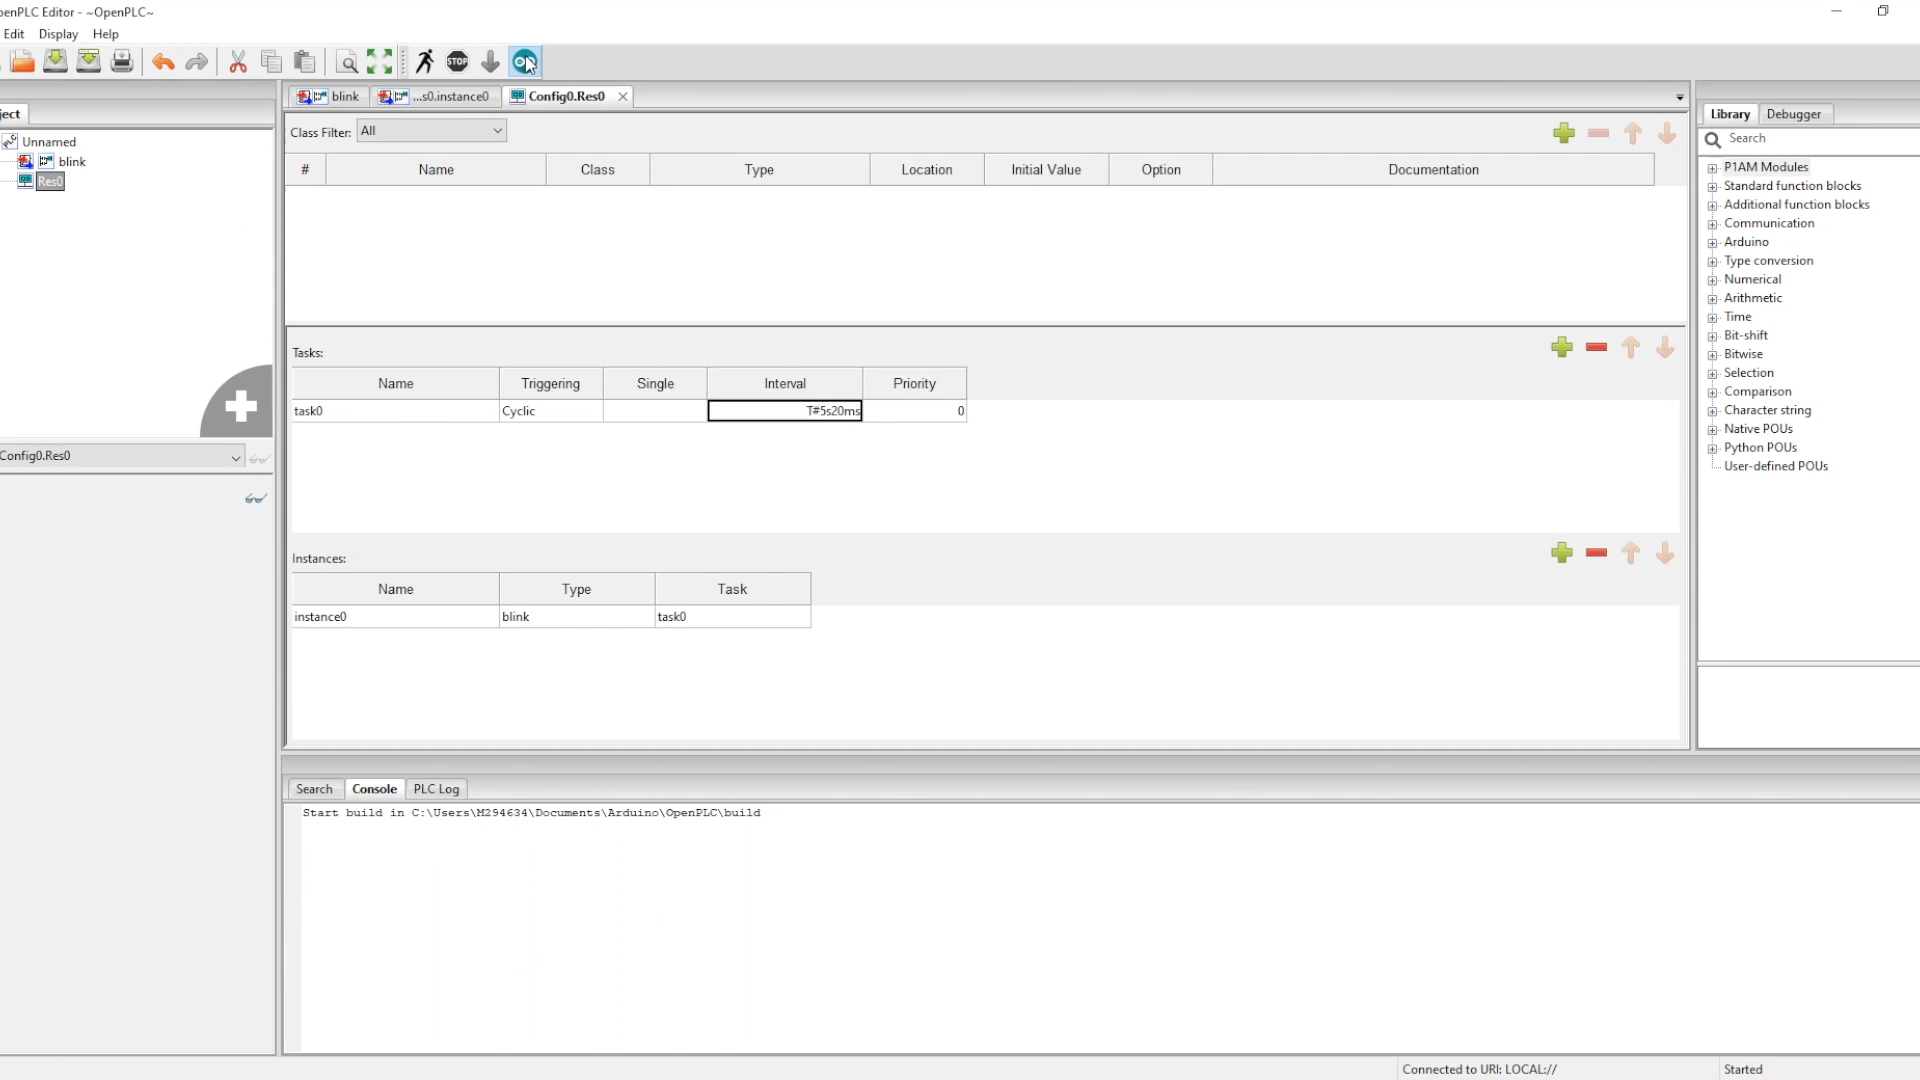 penPLC Editor - ~OpenPLC~
Edit Display Help
STOP
ject
Unnamed
blink
Res0
Config0.Res0
blink
...s0.instance0
Config0.Res0
Class Filter: All
# Name Class Type Location Initial Value Option Documentation
Tasks:
Name Triggering Single Interval Priority
task0 Cyclic T#5s20ms 0
Instances:
Name Type Task
instance0 blink task0
Search Console PLC Log
Start build in C:\Users\M294634\Documents\Arduino\OpenPLC\build
Library Debugger
Search
P1AM Modules
Standard function blocks
Additional function blocks
Communication
Arduino
Type conversion
Numerical
Arithmetic
Time
Bit-shift
Bitwise
Selection
Comparison
Character string
Native POUs
Python POUs
User-defined POUs
Connected to URI: LOCAL:// Started